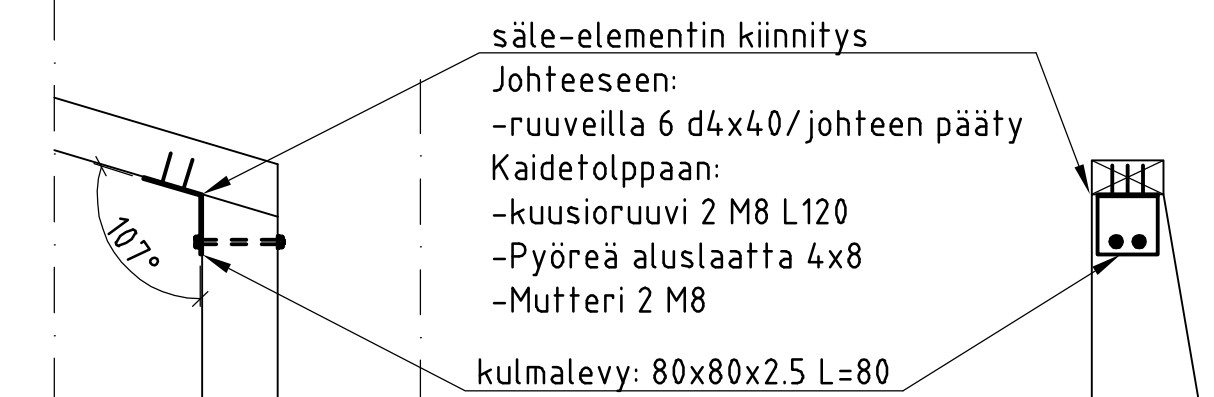 säle-elementin kiinnitys
Johteeseen:
-ruuveilla 6 d4x40/johteen pääty
Kaidetolppaan:
-kuusioruuvi 2 M8 L120
-Pyöreä aluslaatta 4x8
-Mutteri 2 M8
107°
kulmalevy: 80x80x2.5 L=80